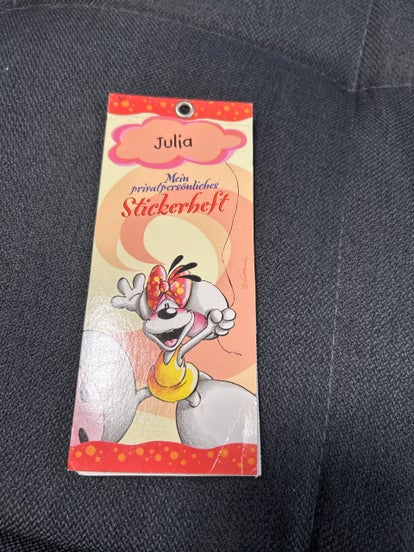 Julia
Mein
privatpersönliches
Stickerheft